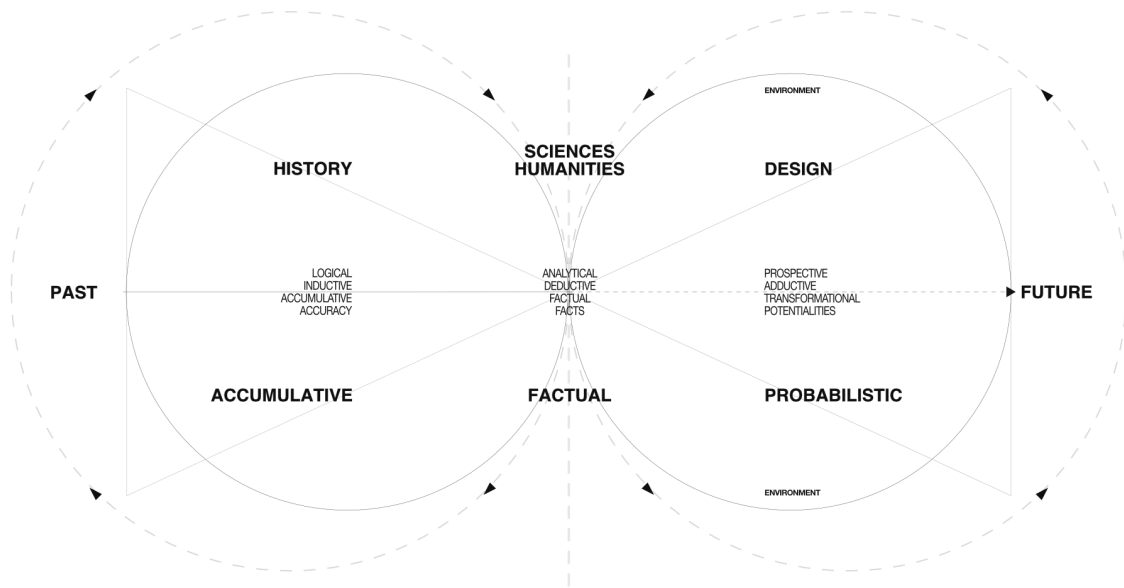 ENVIRONMENT
SCIENCES
HUMANITIES
HISTORY
DESIGN
LOGICAL
INDUCTIVE
ACCUMULATIVE
ACCURACY
ANALYTICAL
DEDUCTIVE
FACTUAL
FACTS
PROSPECTIVE
ADDUCTIVE
TRANSFORMATIONAL
POTENTIALITIES
PAST
FUTURE
ACCUMULATIVE
FACTUAL
PROBABILISTIC
ENVIRONMENT